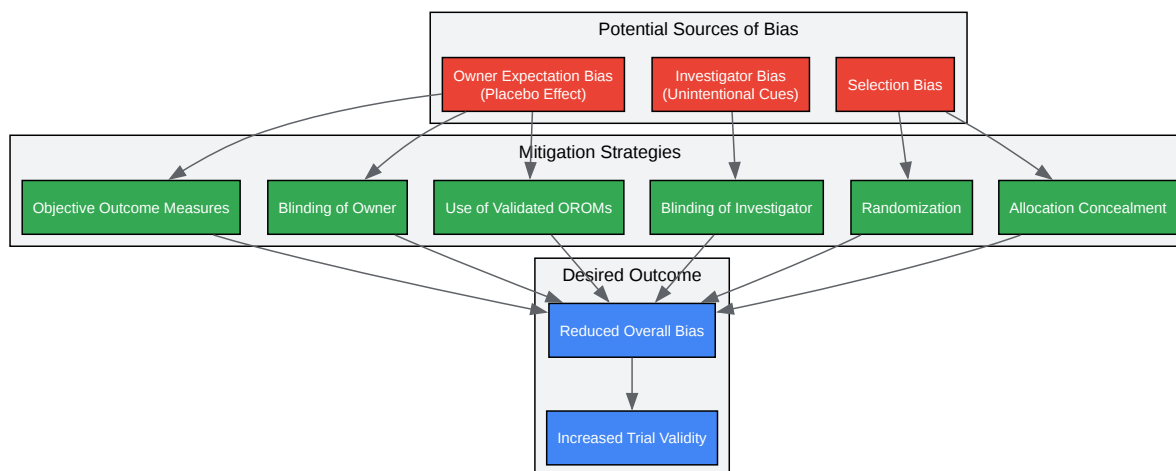 Potential Sources of Bias
Owner Expectation Bias
(Placebo Effect)
Investigator Bias
(Unintentional Cues)
Selection Bias
Mitigation Strategies
Objective Outcome Measures
Blinding of Owner
Use of Validated OROMs
Blinding of Investigator
Randomization
Allocation Concealment
Desired Outcome
Reduced Overall Bias
Increased Trial Validity